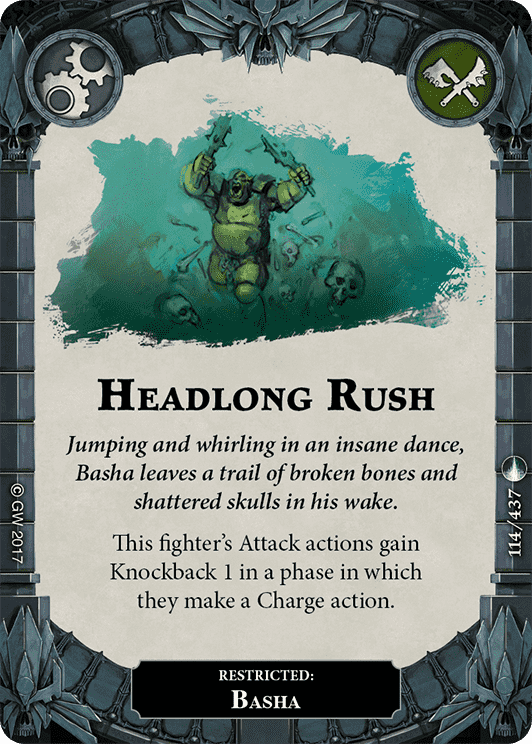 HEADLONG RUSH
Jumping and whirling in an insane dance,
Basha leaves a trail of broken bones and
shattered skulls in his wake.
This fighter’s Attack actions gain
Knockback 1 in a phase in which
they make a Charge action.
© GW 2017
114/437
RESTRICTED:
BASHA